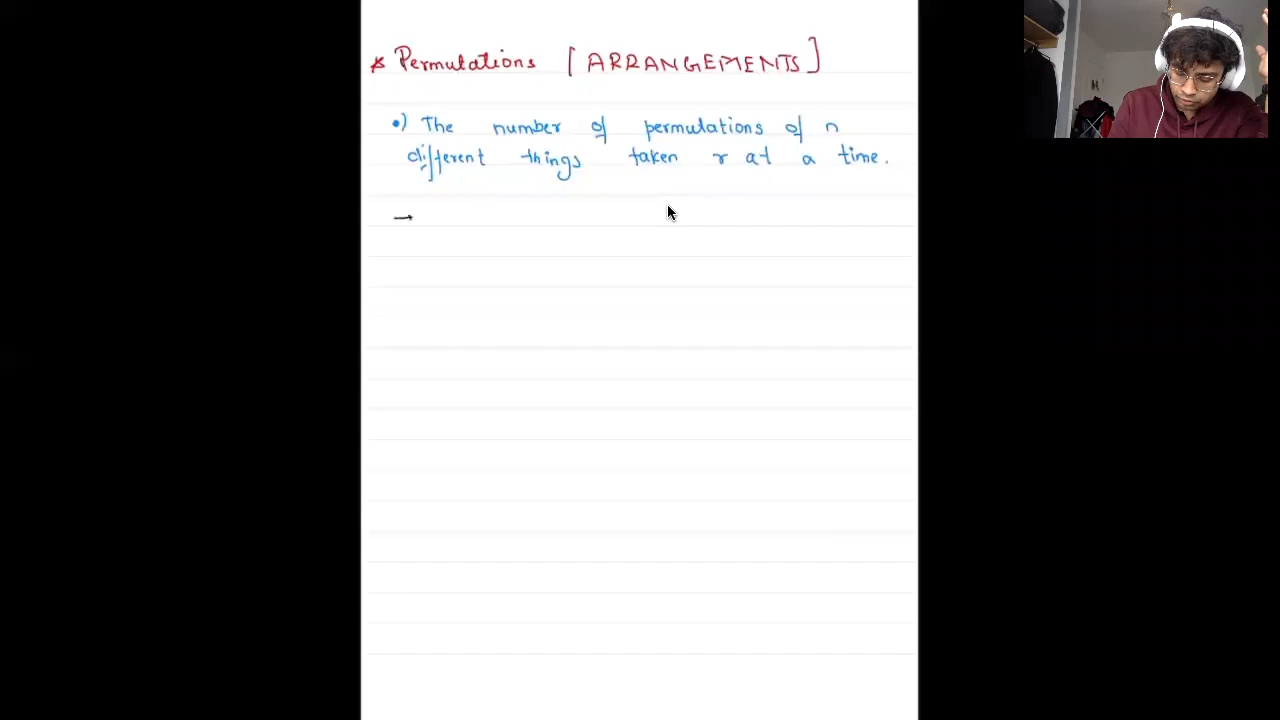 * Permutations [ARRANGEMENTS]
•) The number of permutations of n
different things taken r at a time.
→